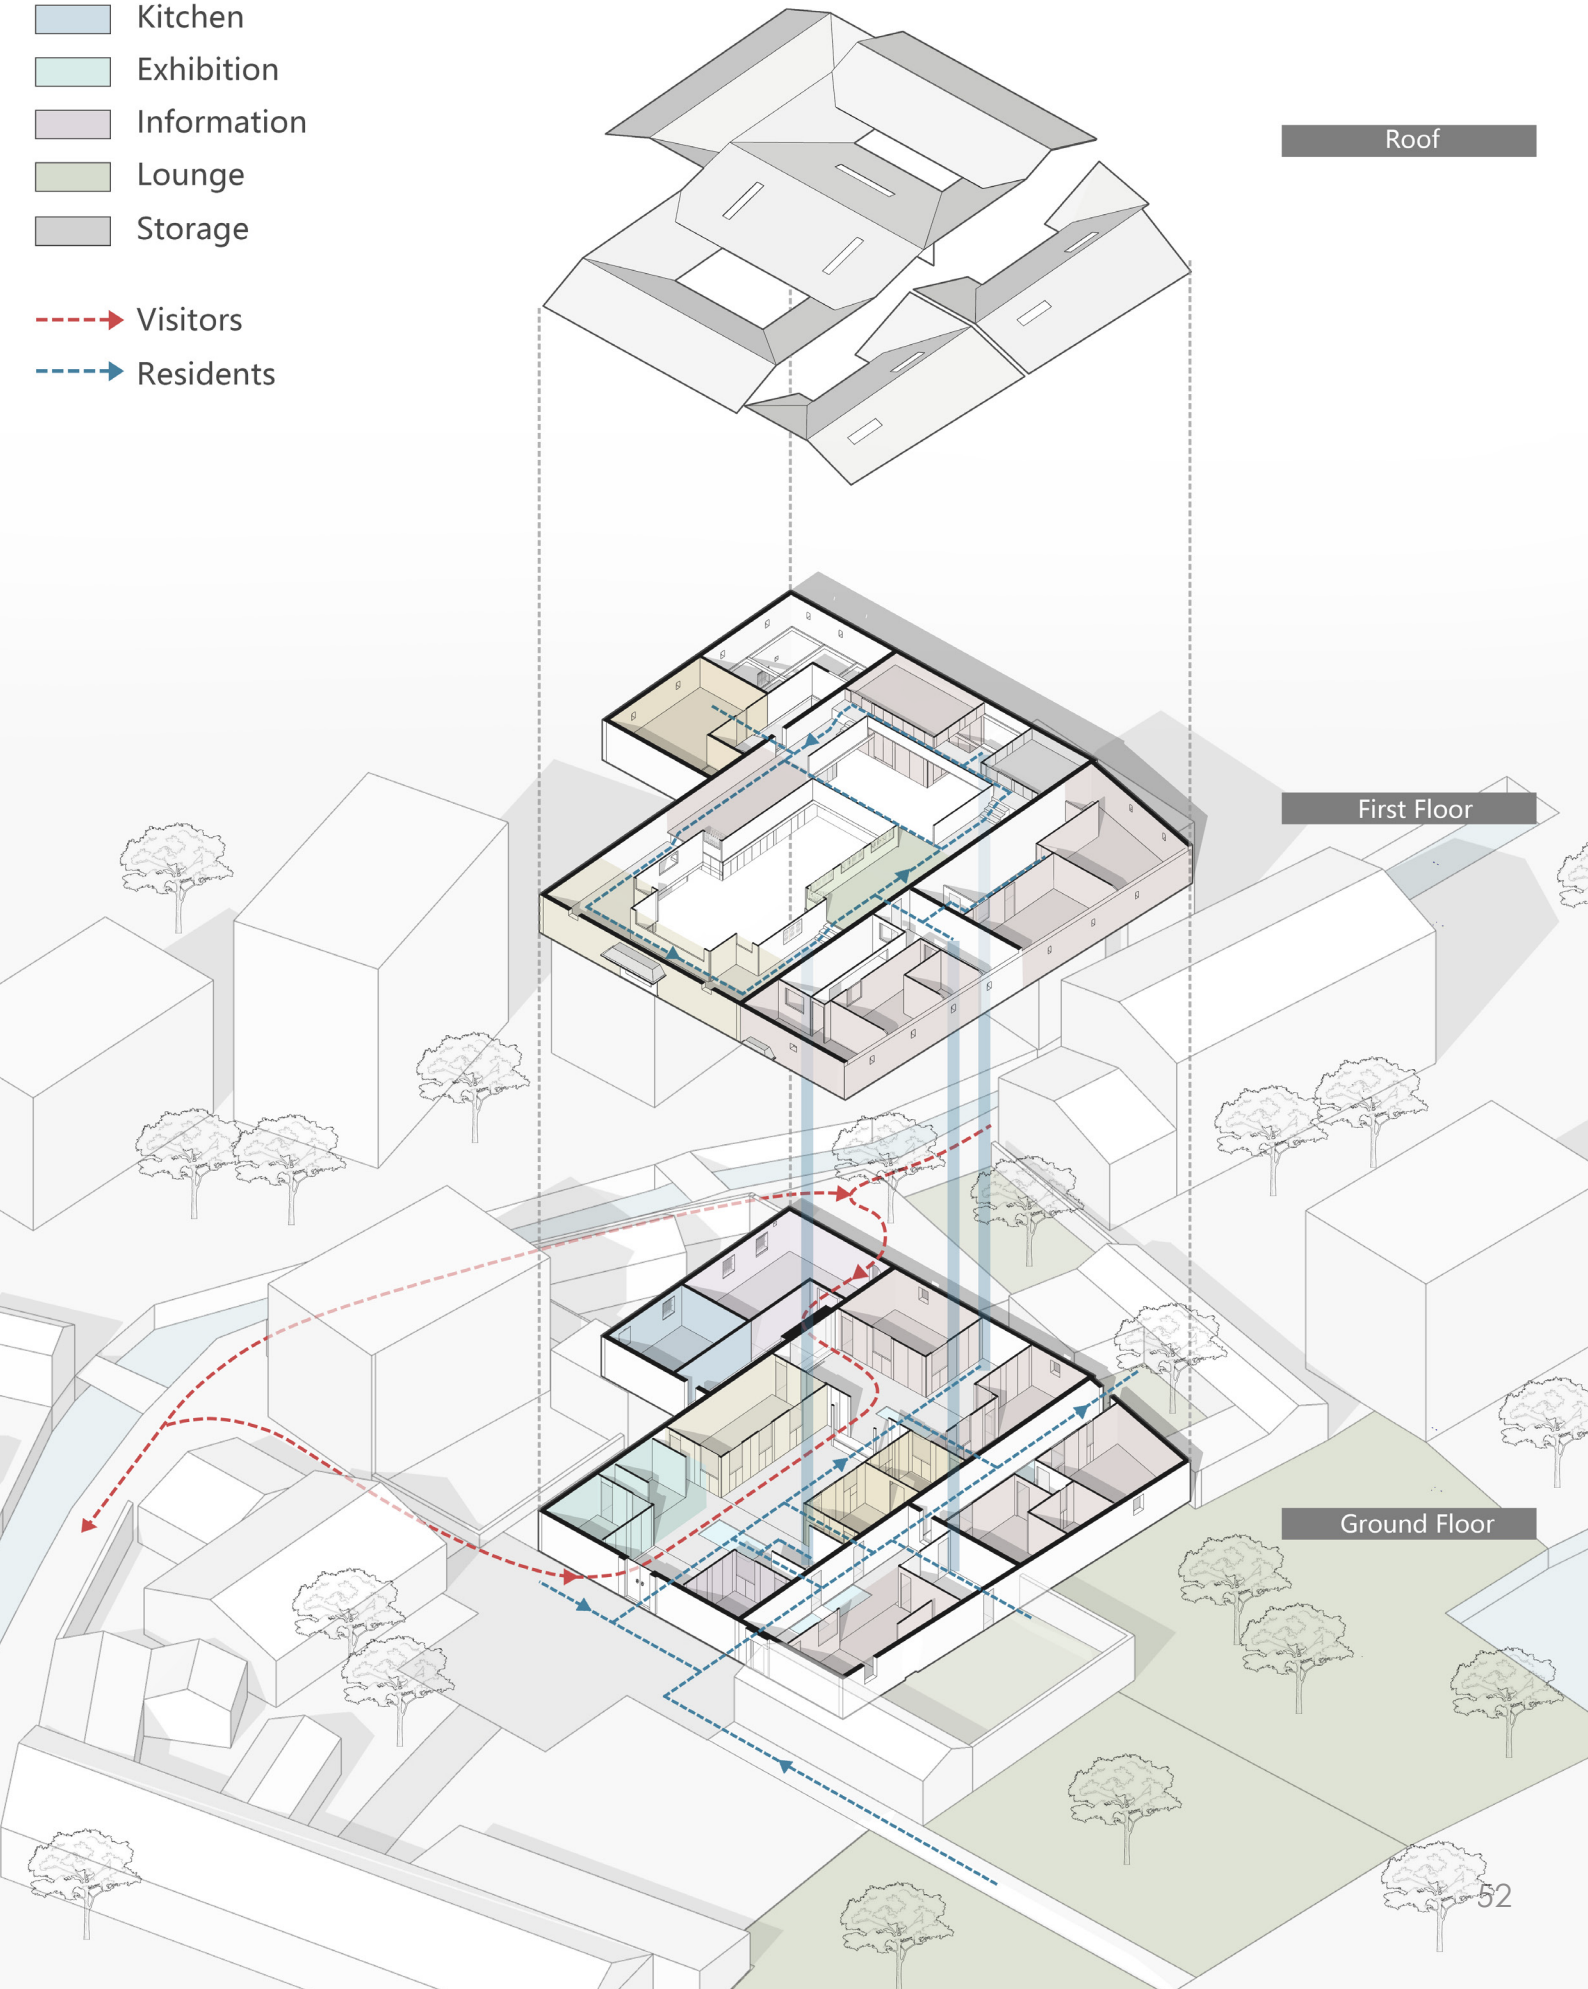 Kitchen
Exhibition
Information
Lounge
Storage
Visitors
Residents
Roof
First Floor
Ground Floor
52